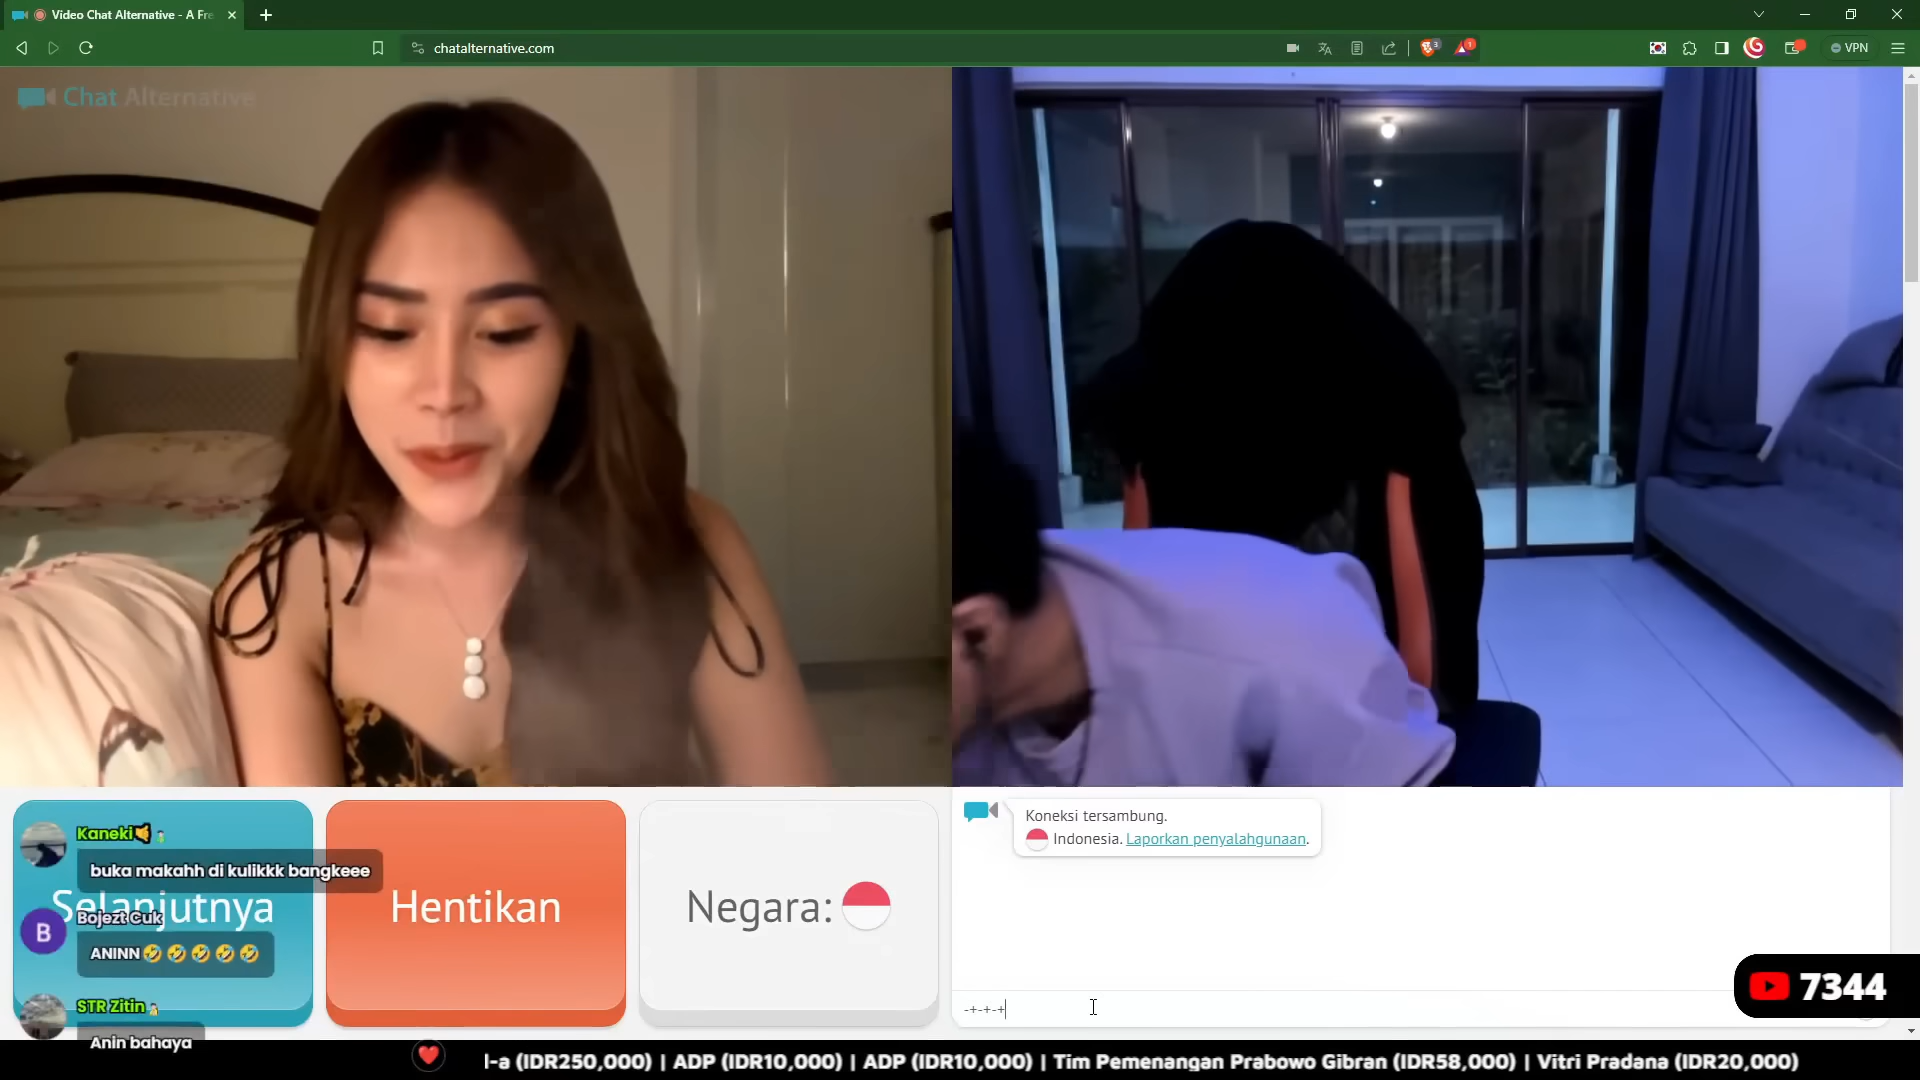 Video Chat Alternative - A Fre
chatalternative.com
3
1
VPN
Chat Alternative
Koneksi tersambung.
Indonesia. Laporkan penyalahgunaan.
Selanjutnya
Hentikan
Negara:
Kaneki
buka makahh di kulikkk bangkeee
B
Bojezt Cuk
ANINN🤣🤣🤣🤣🤣
STR Zitin
Anin bahaya
-+-+-+
7344
l-a (IDR250,000) | ADP (IDR10,000) | ADP (IDR10,000) | Tim Pemenangan Prabowo Gibran (IDR58,000) | Vitri Pradana (IDR20,000)